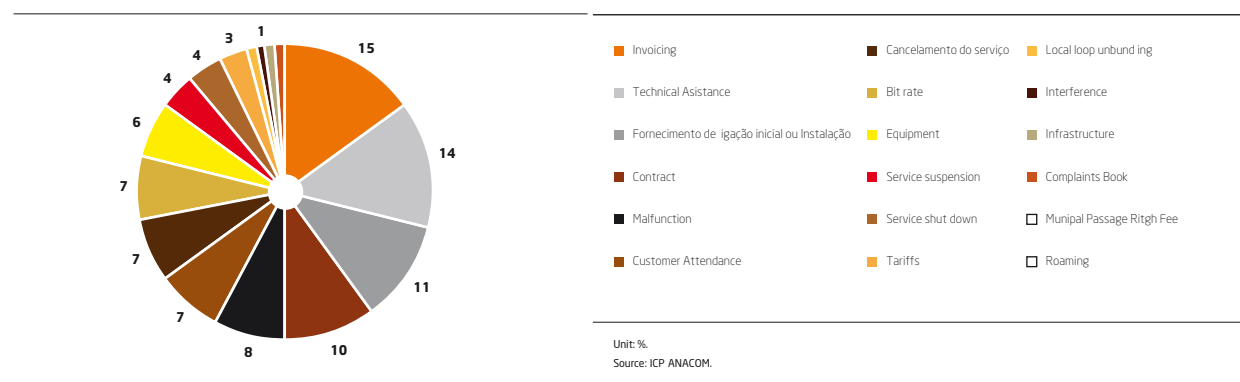 1
3
15
4
4
6
14
7
7
11
7
8
10
Invoicing
Technical Asistance
Fornecimento de igação inicial ou Instalação
Contract
Malfunction
Customer Attendance
Cancelamento do serviço
Bit rate
Equipment
Service suspension
Service shut down
Tariffs
Local loop unbund ing
Interference
Infrastructure
Complaints Book
Munipal Passage Ritgh Fee
Roaming
Unit: %.
Source: ICP ANACOM.